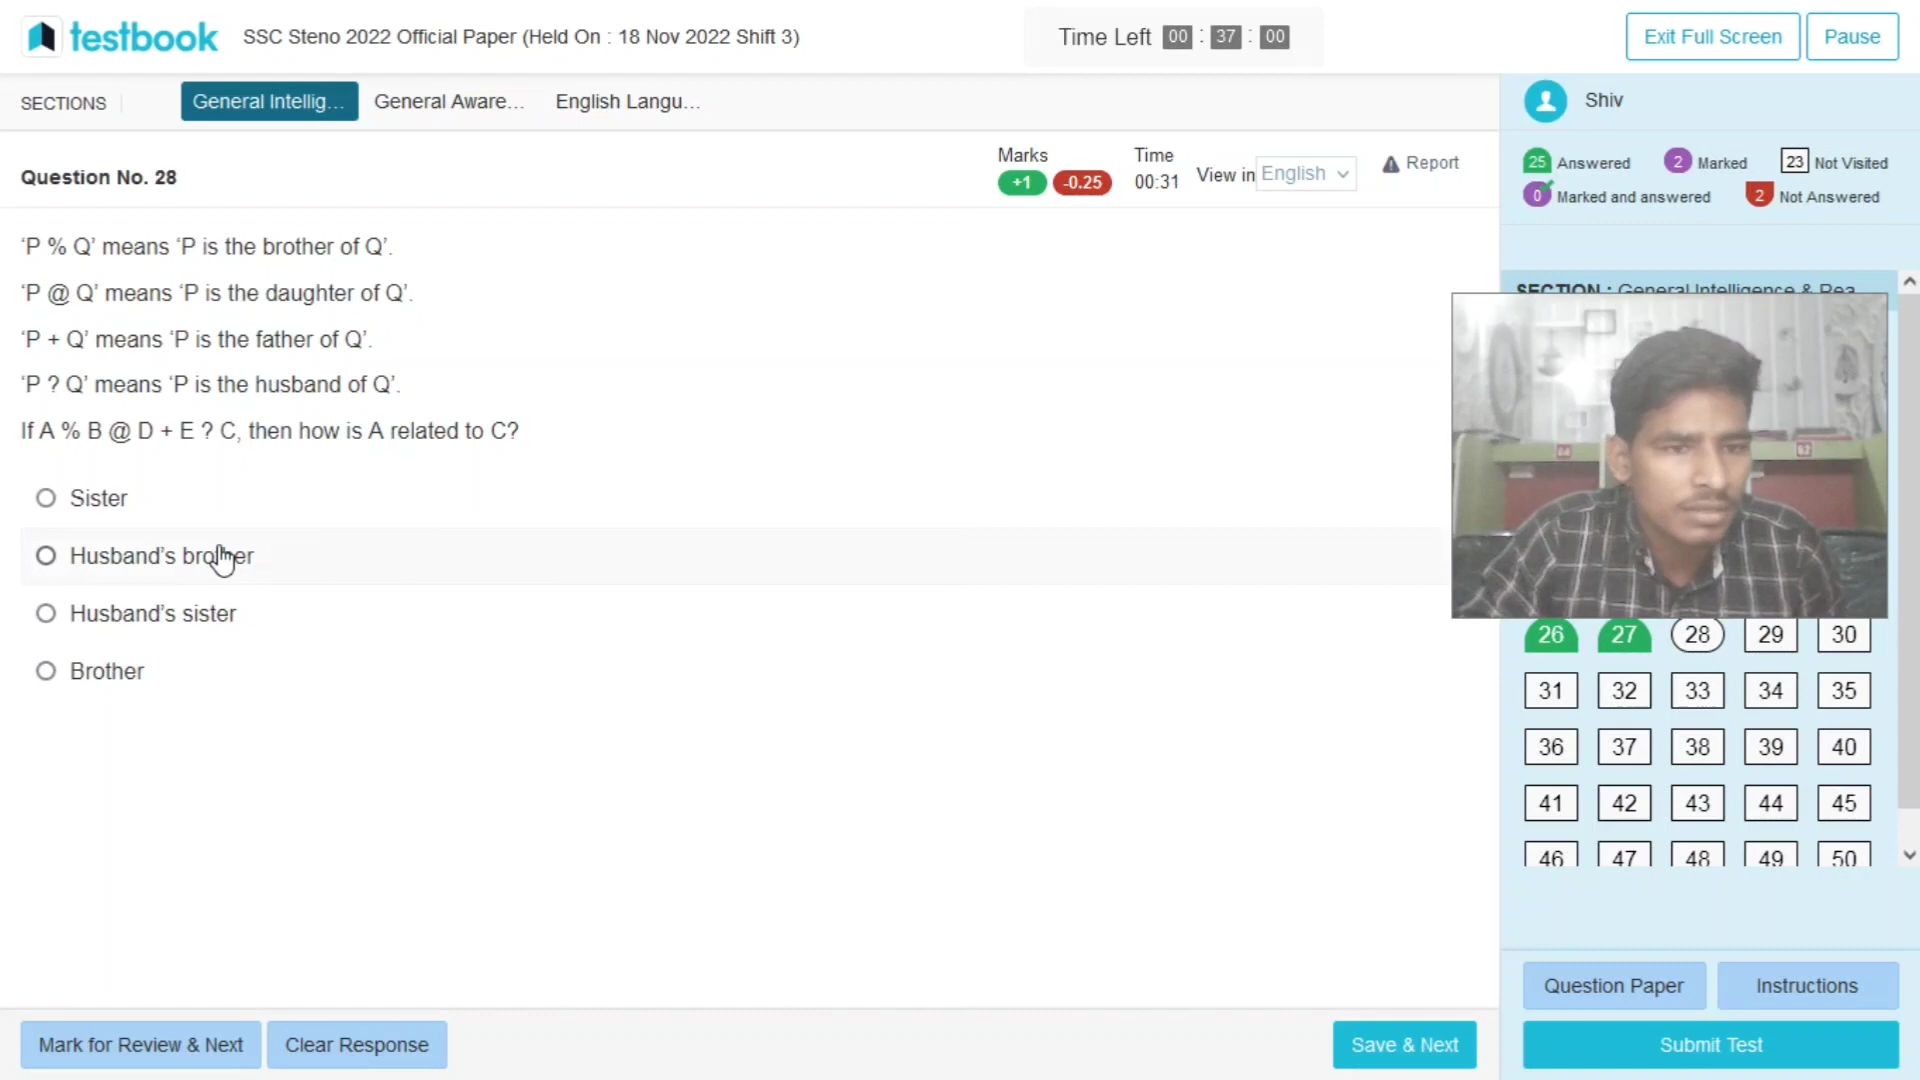 testbook SSC Steno 2022 Official Paper (Held On : 18 Nov 2022 Shift 3) Time Left 00 : 37 : 00 Exit Full Screen Pause
SECTIONS General Intellig... General Aware... English Langu... Shiv
Question No. 28 Marks +1 -0.25 Time 00:31 View in English Report
25 Answered 2 Marked 23 Not Visited
0 Marked and answered 2 Not Answered
‘P % Q’ means ‘P is the brother of Q’.
‘P @ Q’ means ‘P is the daughter of Q’.
SECTION : General Intelligence & Rea
‘P + Q’ means ‘P is the father of Q’.
‘P ? Q’ means ‘P is the husband of Q’.
If A % B @ D + E ? C, then how is A related to C?
Sister
Husband’s brother
Husband’s sister
Brother
26 27 28 29 30
31 32 33 34 35
36 37 38 39 40
41 42 43 44 45
46 47 48 49 50
Question Paper Instructions
Mark for Review & Next Clear Response Save & Next Submit Test